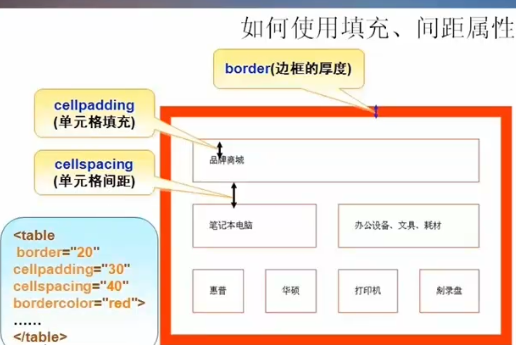 如何使用填充、间距属性
border(边框的厚度)
cellpadding
(单元格填充)
cellspacing
(单元格间距)
品牌商城
笔记本电脑
办公设备、文具、耗材
惠普
华硕
打印机
刻录盘
<table
border="20"
cellpadding="30"
cellspacing="40"
bordercolor="red">
……
</table>